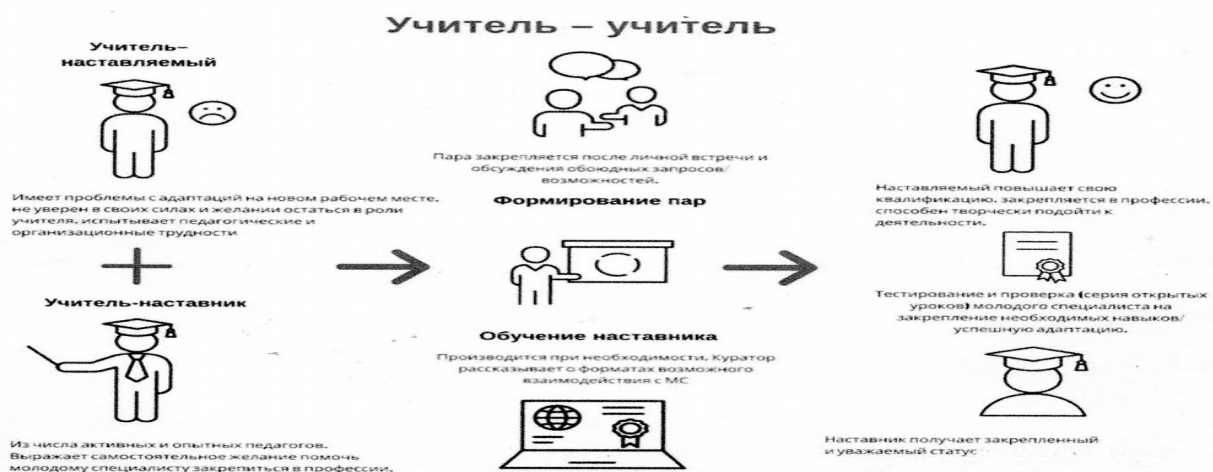 Учитель – учитель
Учитель–
наставляемый
Имеет проблемы с адаптаций на новом рабочем месте,
не уверен в своих силах и желании остаться в роли
учителя, испытывает педагогические и
организационные трудности
Учитель-наставник
Из числа активных и опытных педагогов.
Выражает самостоятельное желание помочь
молодому специалисту закрепиться в профессии.
Пара закрепляется после личной встречи и
обсуждения обоюдных запросов/
возможностей.
Формирование пар
Обучение наставника
Производится при необходимости. Куратор
рассказывает о форматах возможного
взаимодействия с МС
Наставляемый повышает свою
квалификацию, закрепляется в профессии,
способен творчески подойти к
деятельности.
Тестирование и проверка (серия открытых
уроков) молодого специалиста на
закрепление необходимых навыков/
успешную адаптацию.
Наставник получает закрепленный
и уважаемый статус